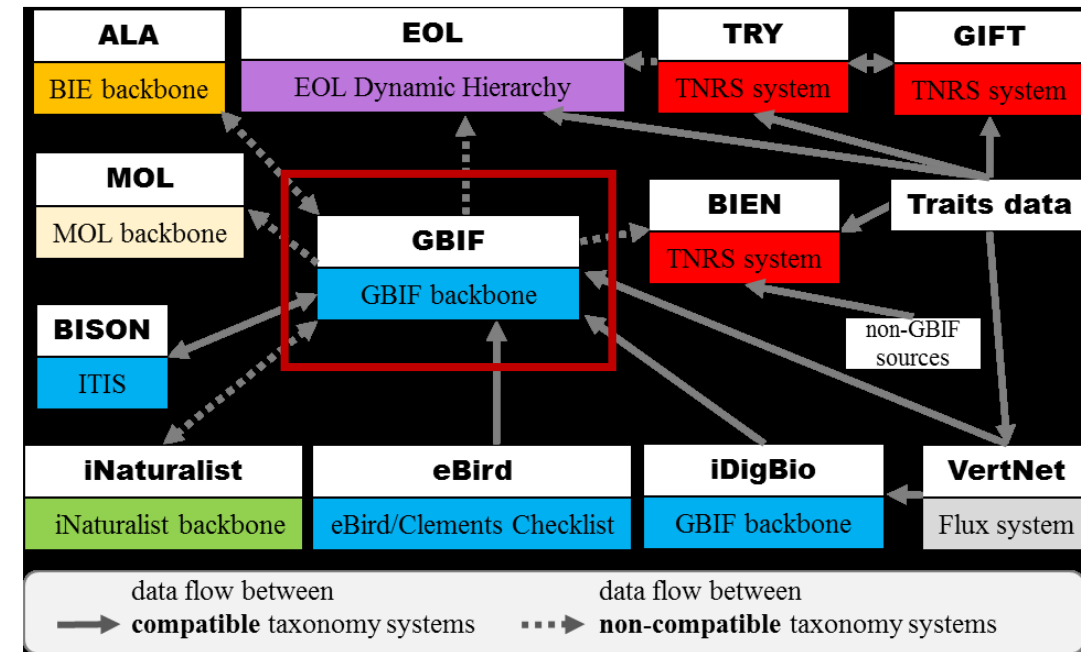 ALA
BIE backbone
EOL
EOL Dynamic Hierarchy
TRY
TNRS system
GIFT
TNRS system
MOL
MOL backbone
GBIF
GBIF backbone
BIEN
TNRS system
Traits data
BISON
ITIS
non-GBIF
sources
iNaturalist
iNaturalist backbone
eBird
eBird/Clements Checklist
iDigBio
GBIF backbone
VertNet
Flux system
data flow between
compatible taxonomy systems
data flow between
non-compatible taxonomy systems